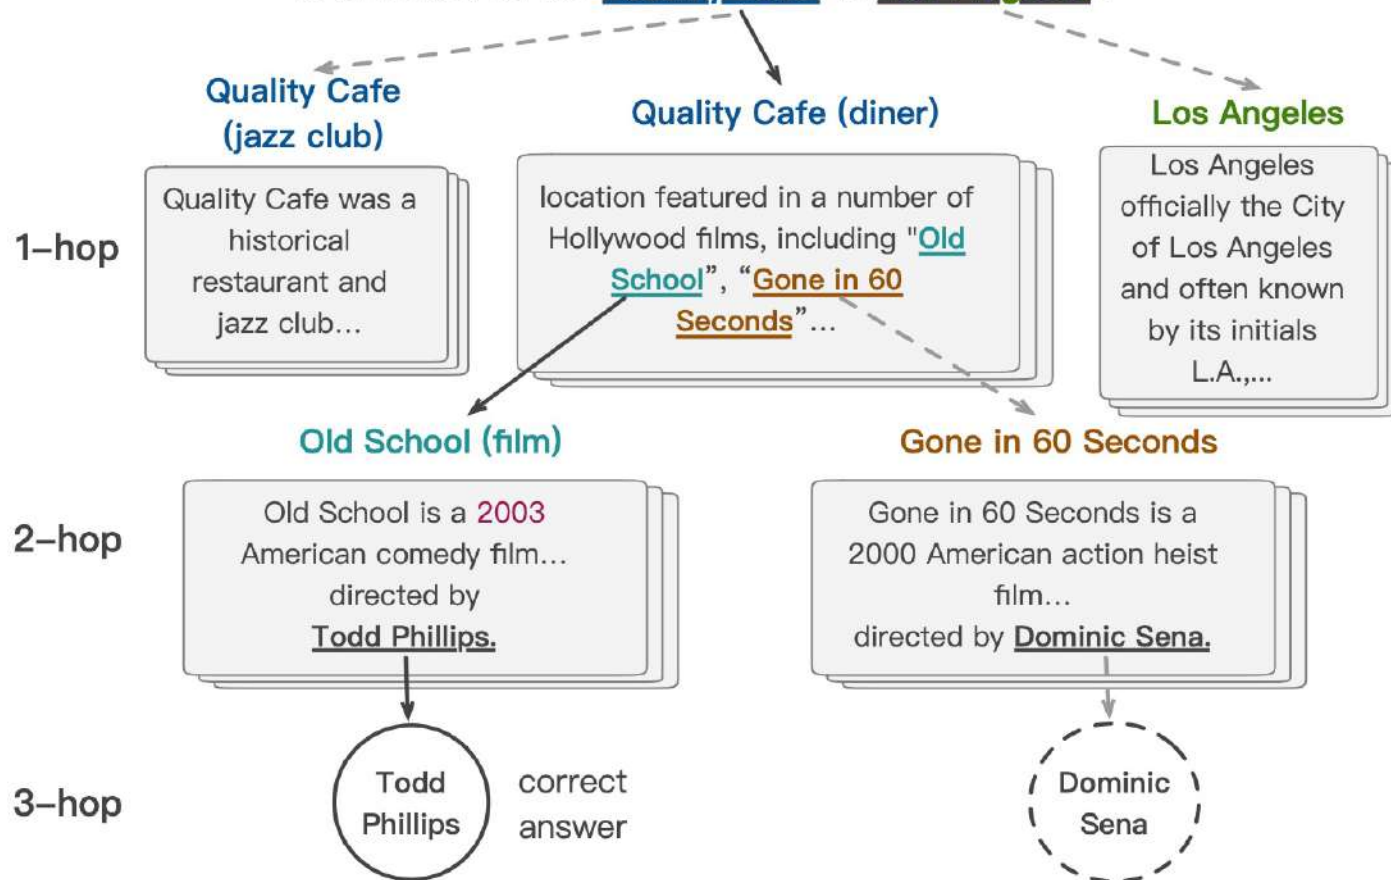 Quality Cafe
(jazz club)
Quality Cafe (diner)
Los Angeles
1-hop
Quality Cafe was a
historical
restaurant and
jazz club...
location featured in a number of
Hollywood films, including "Old
School”, “Gone in 60
Seconds”...
Los Angeles
officially the City
of Los Angeles
and often known
by its initials
L.A.,...
Old School (film)
Gone in 60 Seconds
2-hop
Old School is a 2003
American comedy film...
directed by
Todd Phillips.
Gone in 60 Seconds is a
2000 American action heist
film...
directed by Dominic Sena.
3-hop
Todd
Phillips
correct
answer
Dominic
Sena